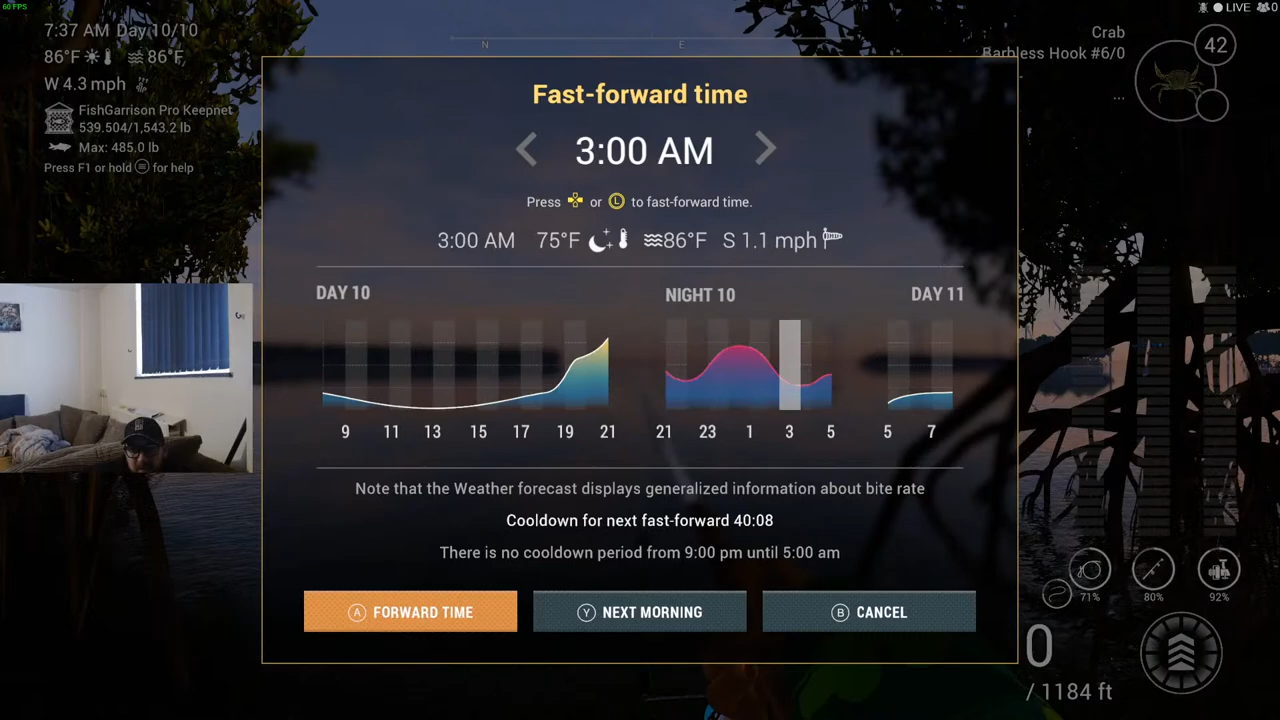 60 FPS
LIVE 0
7:37 AM Day 10/10
86°F 86°F
W 4.3 mph
FishGarrison Pro Keepnet
539.504/1,543.2 lb
Max: 485.0 lb
Press F1 or hold for help
N E
Crab
Barbless Hook #6/0
42
...
Fast-forward time
3:00 AM
Press or L to fast-forward time.
3:00 AM 75°F 86°F S 1.1 mph
DAY 10 NIGHT 10 DAY 11
9 11 13 15 17 19 21 21 23 1 3 5 5 7
Note that the Weather forecast displays generalized information about bite rate
Cooldown for next fast-forward 40:08
There is no cooldown period from 9:00 pm until 5:00 am
A FORWARD TIME Y NEXT MORNING B CANCEL
71% 80% 92%
0
/ 1184 ft